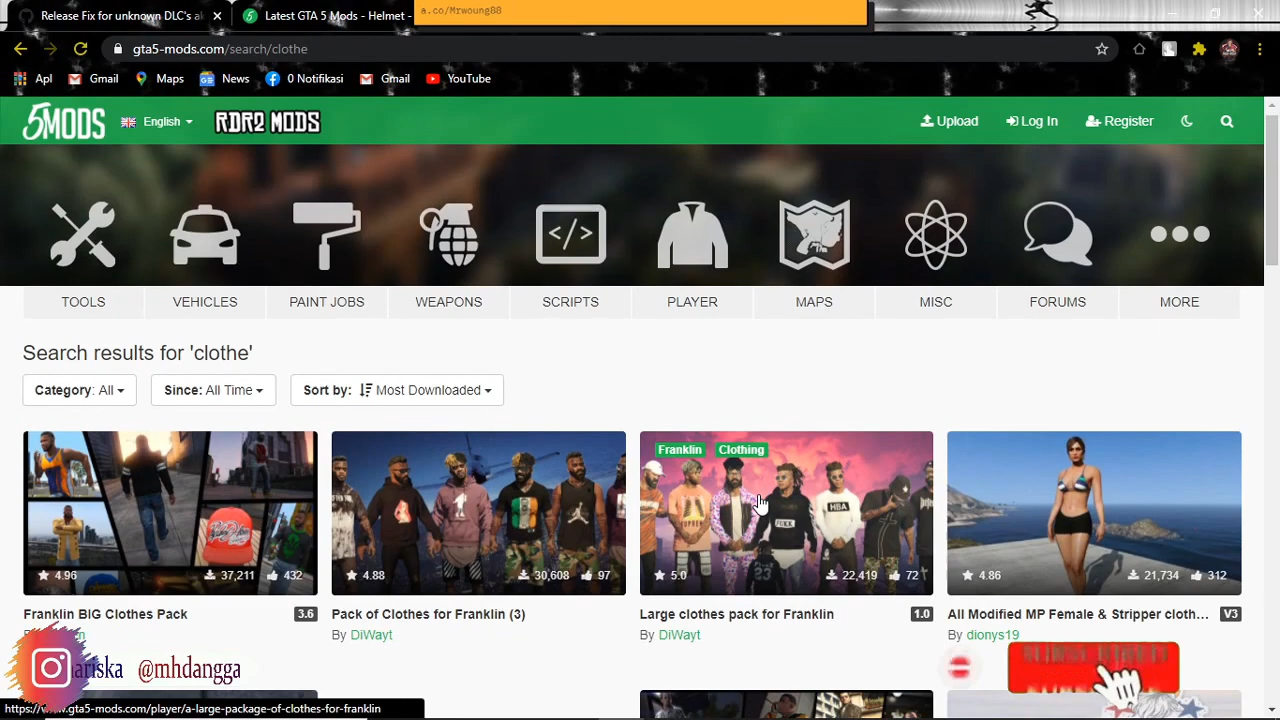 Release Fix for unknown DLC's al
Latest GTA 5 Mods - Helmet -
a.co/Mrwoung88
gta5-mods.com/search/clothe
Apl
Gmail
Maps
News
0 Notifikasi
Gmail
YouTube
5MODS
English
RDR2 MODS
Upload
Log In
Register
TOOLS
VEHICLES
PAINT JOBS
WEAPONS
SCRIPTS
PLAYER
MAPS
MISC
FORUMS
MORE
Search results for 'clothe'
Category: All
Since: All Time
Sort by: Most Downloaded
Franklin
Clothing
HBA
23
4.96
37,211
432
4.88
30,608
97
5.0
22,419
72
4.86
21,734
312
Franklin BIG Clothes Pack
3.6
Pack of Clothes for Franklin (3)
Large clothes pack for Franklin
1.0
All Modified MP Female & Stripper cloth...
V3
By DiWayt
By DiWayt
By dionys19
ariska
@mhdangga
https://www.gta5-mods.com/player/a-large-package-of-clothes-for-franklin